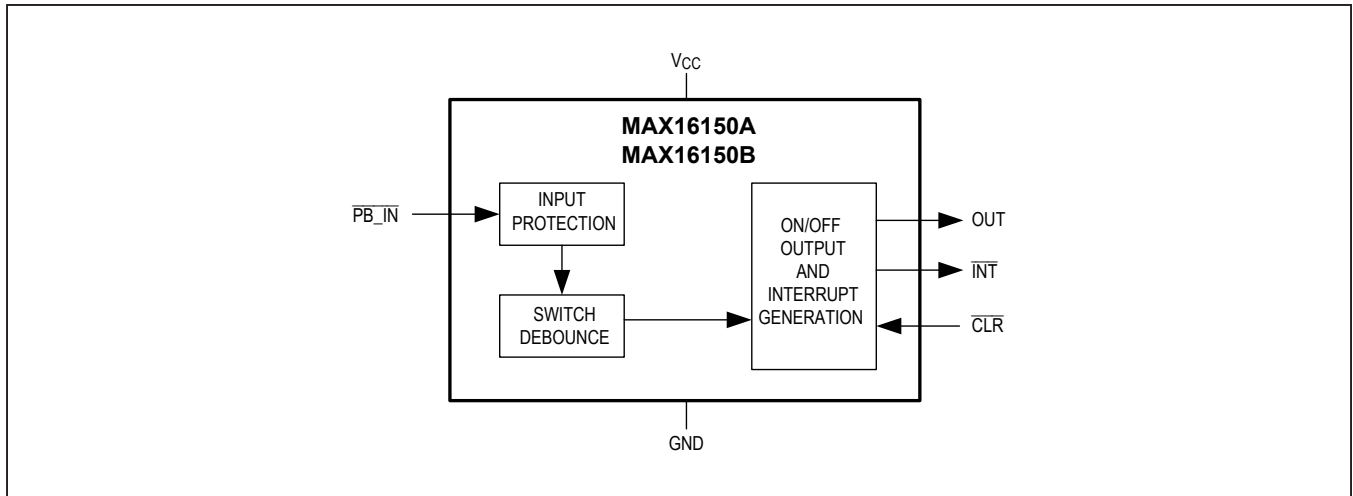 VCC
MAX16150A
MAX16150B
PB_IN
INPUT
PROTECTION
SWITCH
DEBOUNCE
ON/OFF
OUTPUT
AND
INTERRUPT
GENERATION
OUT
INT
CLR
GND